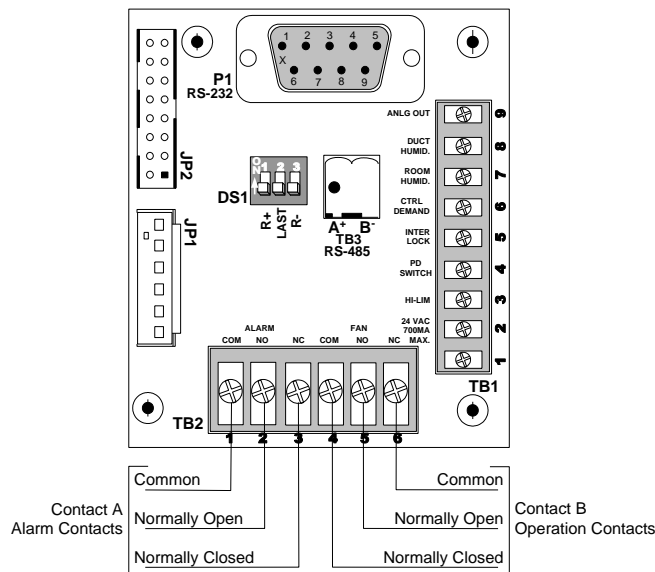 1 2 3 4 5
X
6 7 8 9
P1
RS-232
JP2
JP1
ON
1 2 3
DS1
R+
LAST
R-
A+ B-
TB3
RS-485
ANLG OUT 9
DUCT
HUMID. 8
ROOM
HUMID. 7
CTRL
DEMAND 6
INTER
LOCK 5
PD
SWITCH 4
HI-LIM 3
24 VAC
700MA
MAX.
2
1
TB1
ALARM FAN
COM NO NC COM NO NC
TB2
1 2 3 4 5 6
Contact A
Alarm Contacts
Common
Normally Open
Normally Closed
Common
Normally Open
Normally Closed
Contact B
Operation Contacts